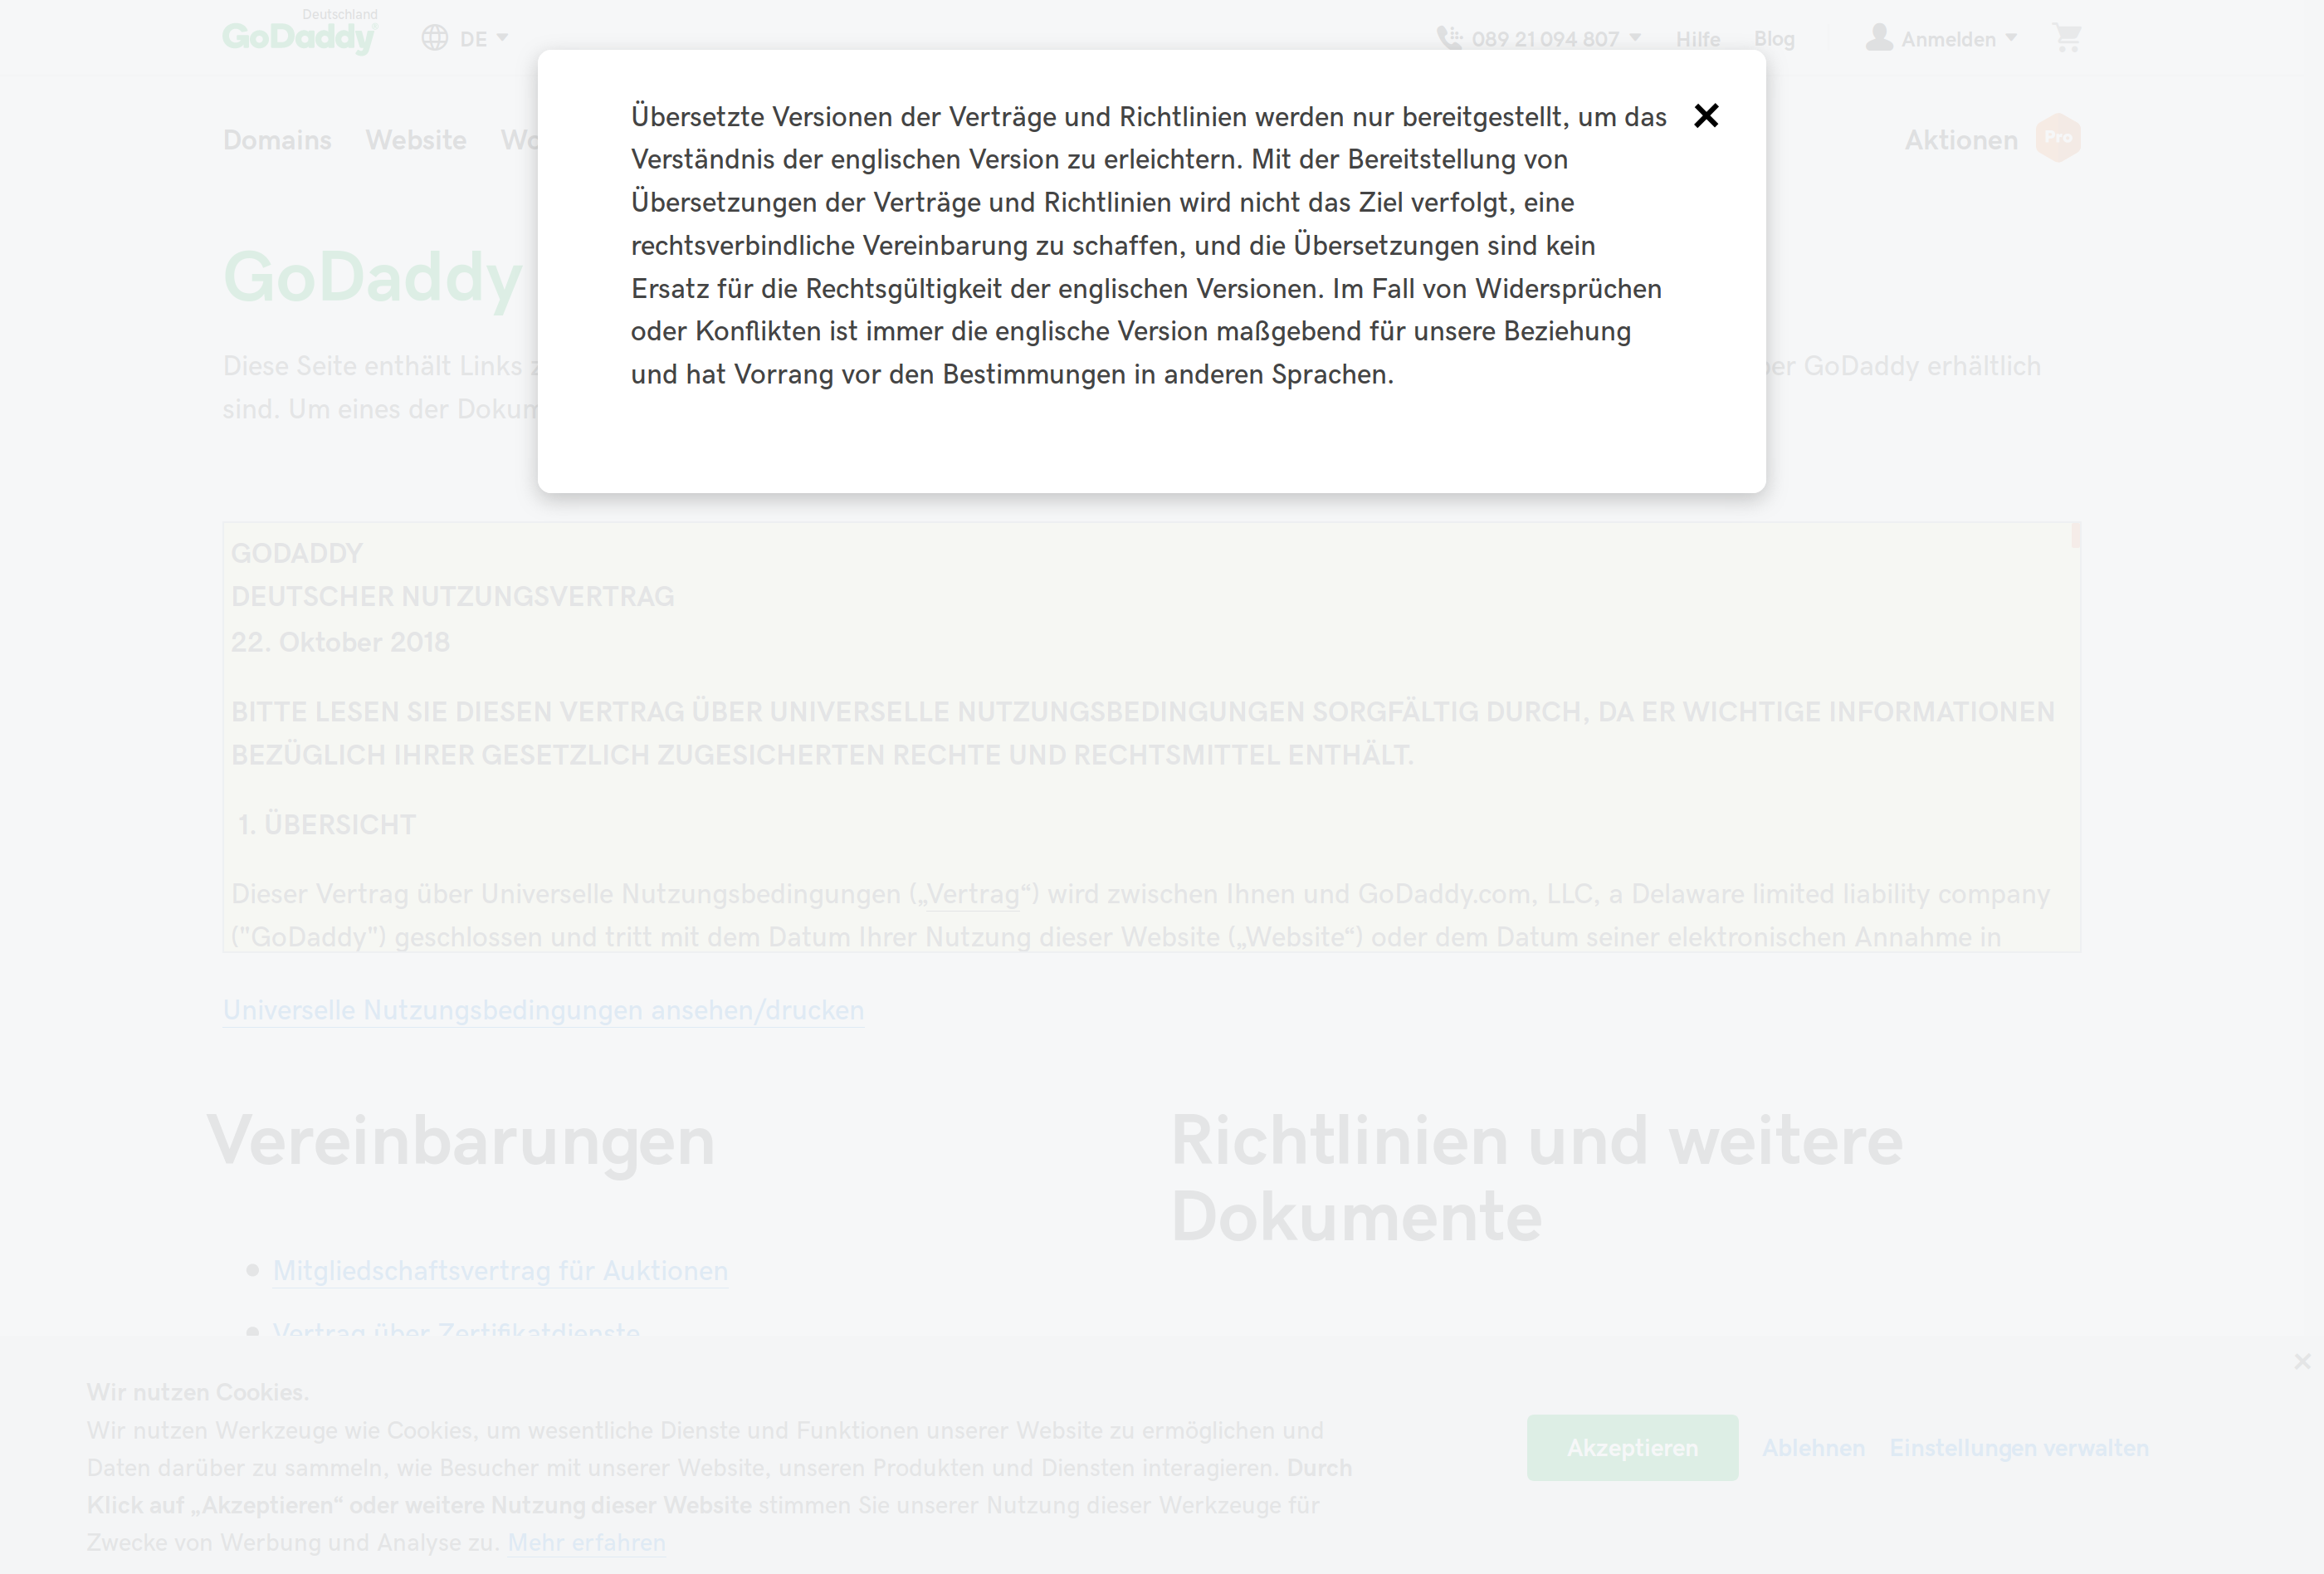 Deutschland
GoDaddy
DE
089 21 094 807
Hilfe
Blog
Anmelden
Domains
Website
Aktionen
Pro
Übersetzte Versionen der Verträge und Richtlinien werden nur bereitgestellt, um das
Verständnis der englischen Version zu erleichtern. Mit der Bereitstellung von
Übersetzungen der Verträge und Richtlinien wird nicht das Ziel verfolgt, eine
rechtsverbindliche Vereinbarung zu schaffen, und die Übersetzungen sind kein
Ersatz für die Rechtsgültigkeit der englischen Versionen. Im Fall von Widersprüchen
oder Konflikten ist immer die englische Version maßgebend für unsere Beziehung
und hat Vorrang vor den Bestimmungen in anderen Sprachen.
GoDaddy
Diese Seite enthält Links
GoDaddy erhältlich
sind. Um eines der
GODADDY
DEUTSCHER NUTZUNGSVERTRAG
22. Oktober 2018
BITTE LESEN SIE DIESEN VERTRAG ÜBER UNIVERSELLE NUTZUNGSBEDINGUNGEN SORGFÄLTIG DURCH, DA ER WICHTIGE INFORMATIONEN
BEZÜGLICH IHRER GESETZLICH ZUGESICHERTEN RECHTE UND RECHTSMITTEL ENTHÄLT.
1. ÜBERSICHT
Dieser Vertrag über Universelle Nutzungsbedingungen („Vertrag“) wird zwischen Ihnen und GoDaddy.com, LLC, a Delaware limited liability company
("GoDaddy") geschlossen und tritt mit dem Datum Ihrer Nutzung dieser Website („Website“) oder dem Datum seiner elektronischen Annahme in
Universelle Nutzungsbedingungen ansehen/drucken
Vereinbarungen
Mitgliedschaftsvertrag für Auktionen
Vertrag über Zertifikatdienste
Richtlinien und weitere
Dokumente
Wir nutzen Cookies.
Wir nutzen Werkzeuge wie Cookies, um wesentliche Dienste und Funktionen unserer Website zu ermöglichen und
Daten darüber zu sammeln, wie Besucher mit unserer Website, unseren Produkten und Diensten interagieren. Durch
Klick auf „Akzeptieren“ oder weitere Nutzung dieser Website stimmen Sie unserer Nutzung dieser Werkzeuge für
Zwecke von Werbung und Analyse zu. Mehr erfahren
Akzeptieren
Ablehnen
Einstellungen verwalten